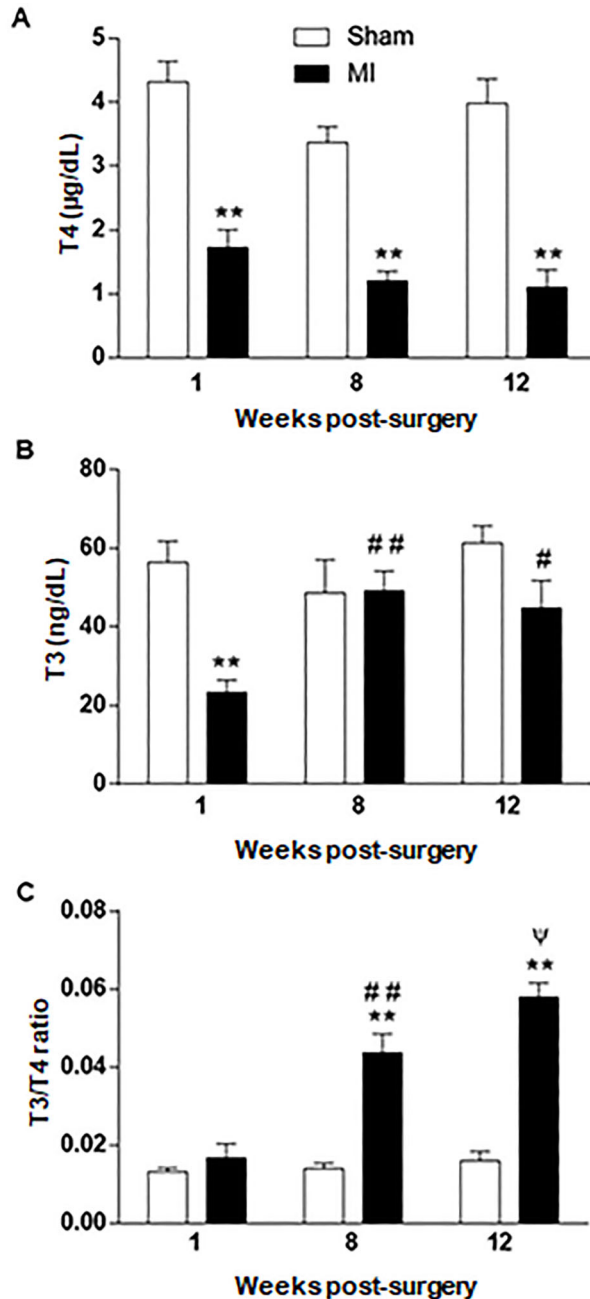 A
Sham
MI
T4 (µg/dL)
5
4
3
2
1
0
★★
★★
★★
1 8 12
Weeks post-surgery
B
T3 (ng/dL)
80
60
40
20
0
★★
##
#
1 8 12
Weeks post-surgery
C
T3/T4 ratio
0.08
0.06
0.04
0.02
0.00
##
★★
ψ
★★
1 8 12
Weeks post-surgery